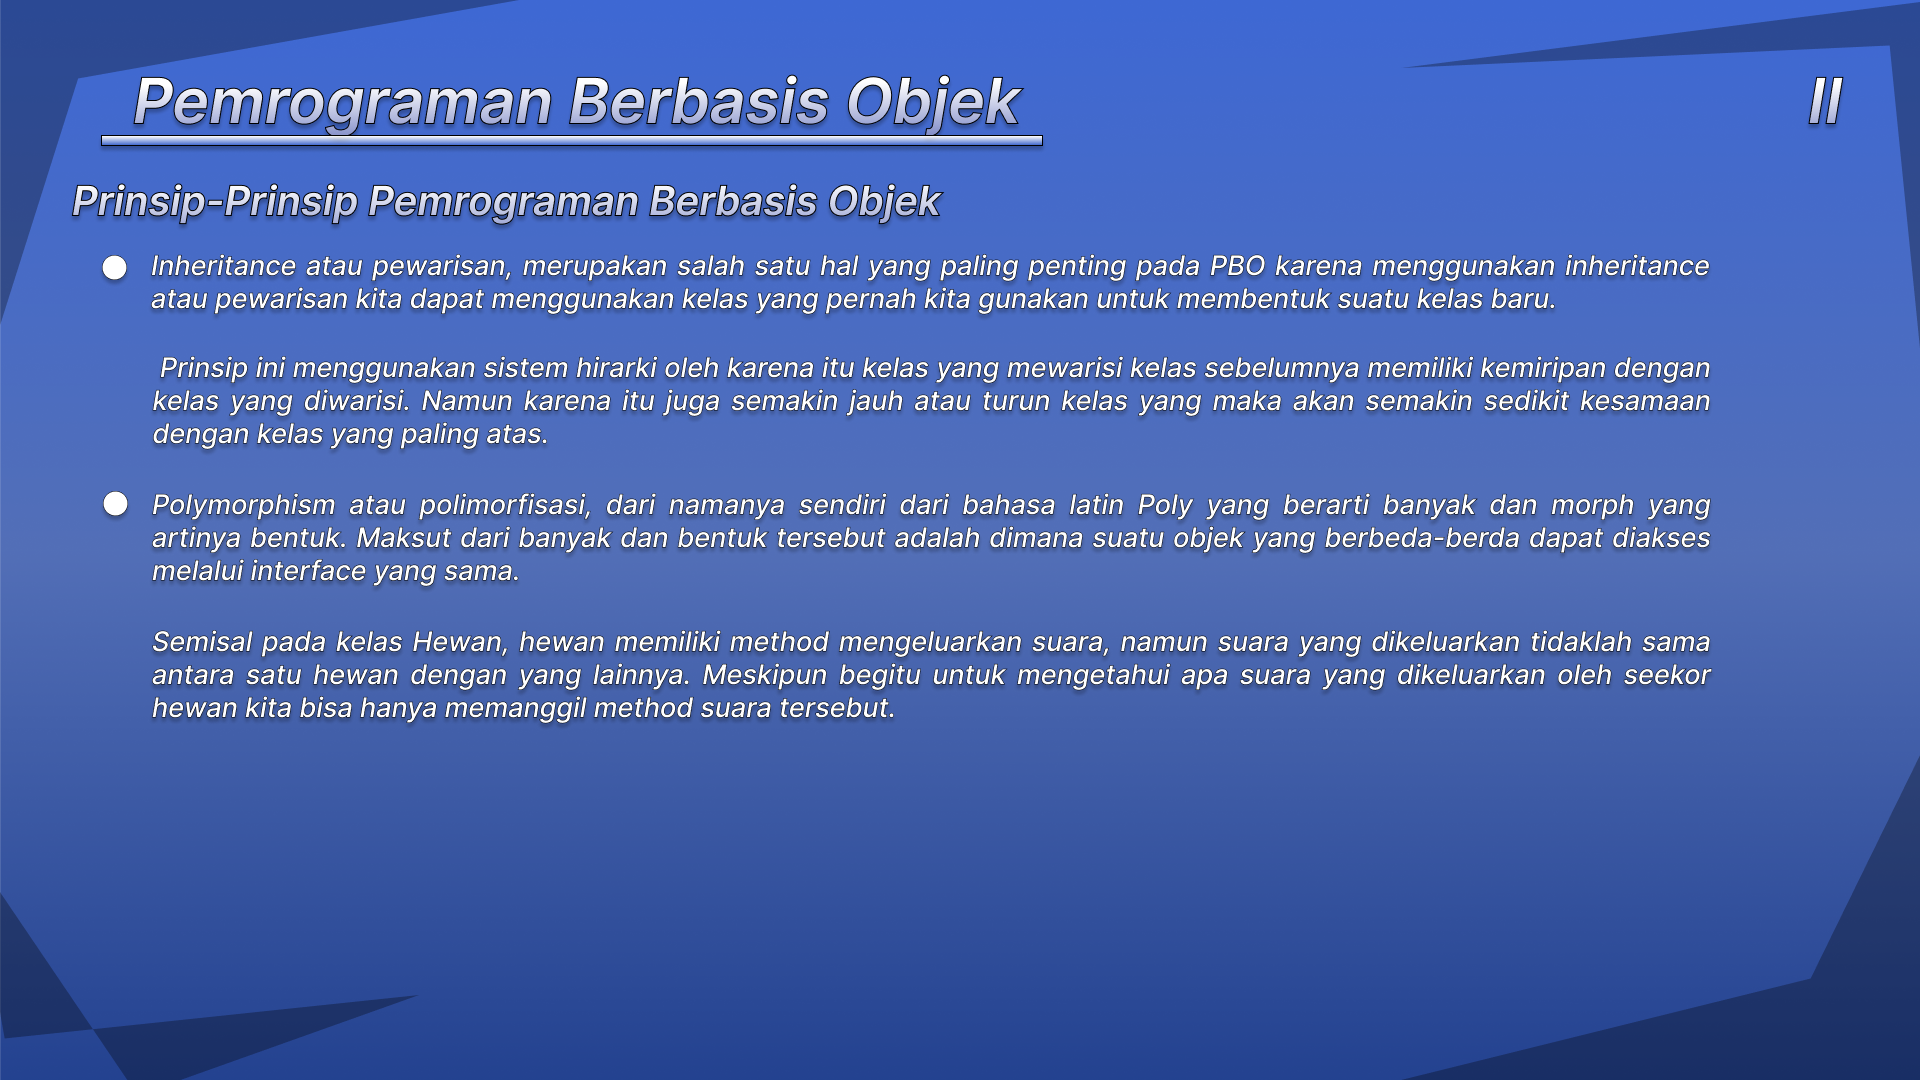 Pemrograman Berbasis Objek
II
Prinsip-Prinsip Pemrograman Berbasis Objek
Inheritance atau pewarisan, merupakan salah satu hal yang paling penting pada PBO karena menggunakan inheritance
atau pewarisan kita dapat menggunakan kelas yang pernah kita gunakan untuk membentuk suatu kelas baru.
Prinsip ini menggunakan sistem hirarki oleh karena itu kelas yang mewarisi kelas sebelumnya memiliki kemiripan dengan
kelas yang diwarisi. Namun karena itu juga semakin jauh atau turun kelas yang maka akan semakin sedikit kesamaan
dengan kelas yang paling atas.
Polymorphism atau polimorfisasi, dari namanya sendiri dari bahasa latin Poly yang berarti banyak dan morph yang
artinya bentuk. Maksut dari banyak dan bentuk tersebut adalah dimana suatu objek yang berbeda-berda dapat diakses
melalui interface yang sama.
Semisal pada kelas Hewan, hewan memiliki method mengeluarkan suara, namun suara yang dikeluarkan tidaklah sama
antara satu hewan dengan yang lainnya. Meskipun begitu untuk mengetahui apa suara yang dikeluarkan oleh seekor
hewan kita bisa hanya memanggil method suara tersebut.